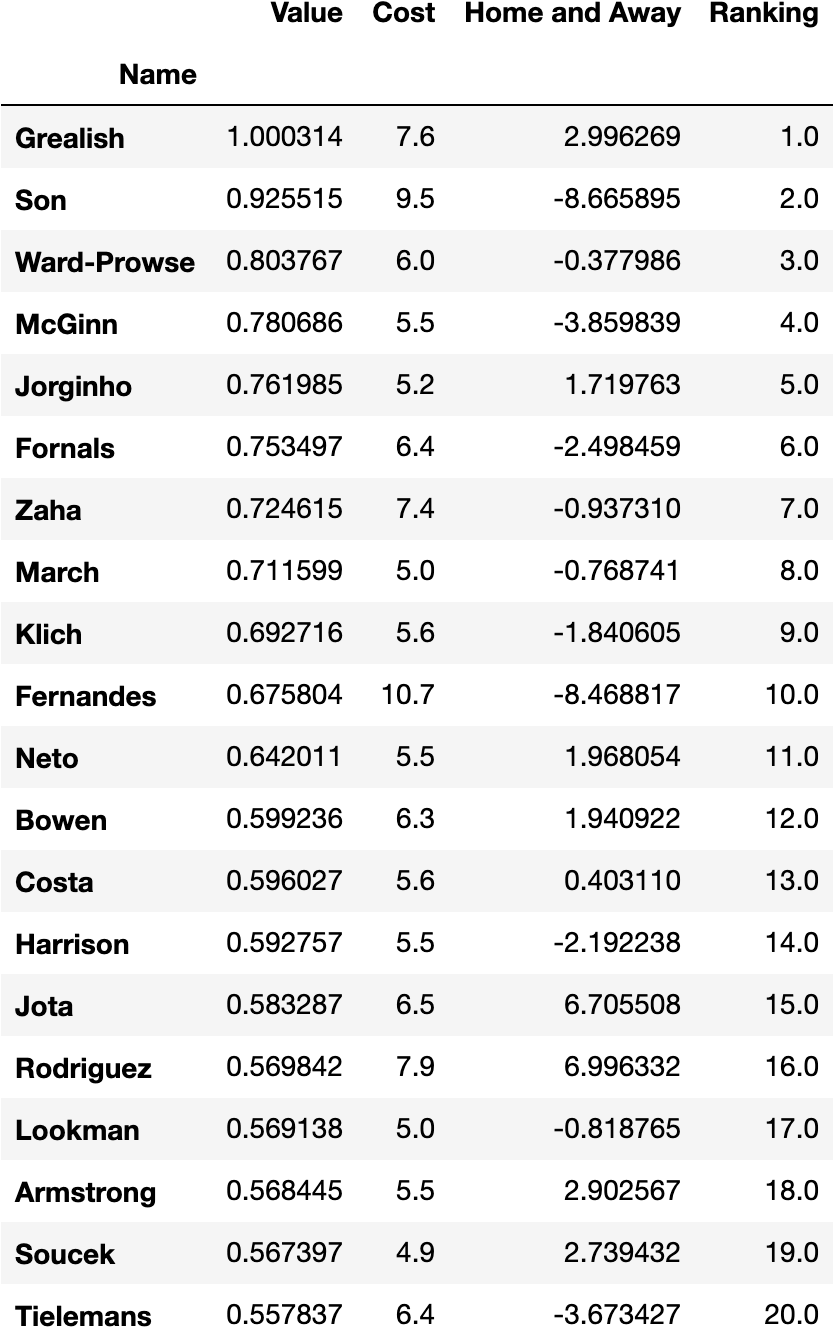 Value Cost Home and Away Ranking
Name
Grealish 1.000314 7.6 2.996269 1.0
Son 0.925515 9.5 -8.665895 2.0
Ward-Prowse 0.803767 6.0 -0.377986 3.0
McGinn 0.780686 5.5 -3.859839 4.0
Jorginho 0.761985 5.2 1.719763 5.0
Fornals 0.753497 6.4 -2.498459 6.0
Zaha 0.724615 7.4 -0.937310 7.0
March 0.711599 5.0 -0.768741 8.0
Klich 0.692716 5.6 -1.840605 9.0
Fernandes 0.675804 10.7 -8.468817 10.0
Neto 0.642011 5.5 1.968054 11.0
Bowen 0.599236 6.3 1.940922 12.0
Costa 0.596027 5.6 0.403110 13.0
Harrison 0.592757 5.5 -2.192238 14.0
Jota 0.583287 6.5 6.705508 15.0
Rodriguez 0.569842 7.9 6.996332 16.0
Lookman 0.569138 5.0 -0.818765 17.0
Armstrong 0.568445 5.5 2.902567 18.0
Soucek 0.567397 4.9 2.739432 19.0
Tielemans 0.557837 6.4 -3.673427 20.0